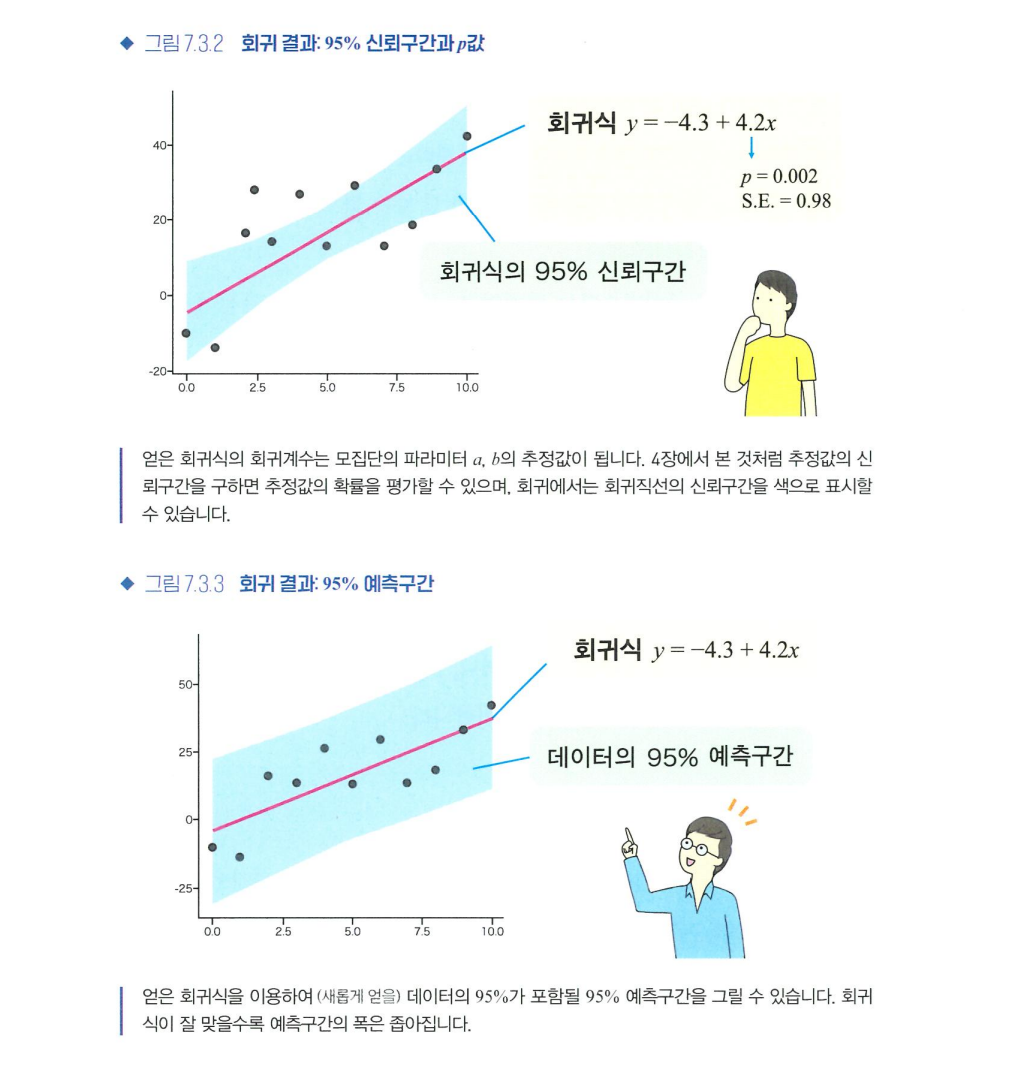 ◆ 그림 7.3.2 회귀 결과: 95% 신뢰구간과 p값
회귀식 y = −4.3 + 4.2x
p = 0.002
S.E. = 0.98
회귀식의 95% 신뢰구간
40
20
0
-20
0.0 2.5 5.0 7.5 10.0
얻은 회귀식의 회귀계수는 모집단의 파라미터 a, b의 추정값이 됩니다. 4장에서 본 것처럼 추정값의 신
뢰구간을 구하면 추정값의 확률을 평가할 수 있으며, 회귀에서는 회귀직선의 신뢰구간을 색으로 표시할
수 있습니다.
◆ 그림 7.3.3 회귀 결과: 95% 예측구간
회귀식 y = −4.3 + 4.2x
데이터의 95% 예측구간
50
25
0
-25
0.0 2.5 5.0 7.5 10.0
얻은 회귀식을 이용하여 (새롭게 얻을) 데이터의 95%가 포함될 95% 예측구간을 그릴 수 있습니다. 회귀
식이 잘 맞을수록 예측구간의 폭은 좁아집니다.